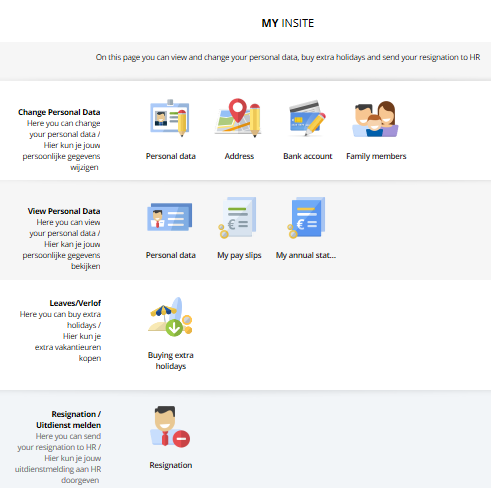 MY INSITE
On this page you can view and change your personal data, buy extra holidays and send your resignation to HR
Change Personal Data
Here you can change
your personal data /
Hier kun je jouw
persoonlijke gegevens
wijzigen
Personal data
Address
Bank account
Family members
View Personal Data
Here you can view
your personal data /
Hier kan je jouw
persoonlijke gegevens
bekijken
Personal data
My pay slips
My annual stat...
Leaves/Verlof
Here you can buy extra
holidays /
Hier kun je
extra vakantieuren
kopen
Buying extra
holidays
Resignation /
Uitdienst melden
Here you can send
your resignation to HR /
Hier kun je jouw
uitdienstmelding aan HR
doorgeven
Resignation